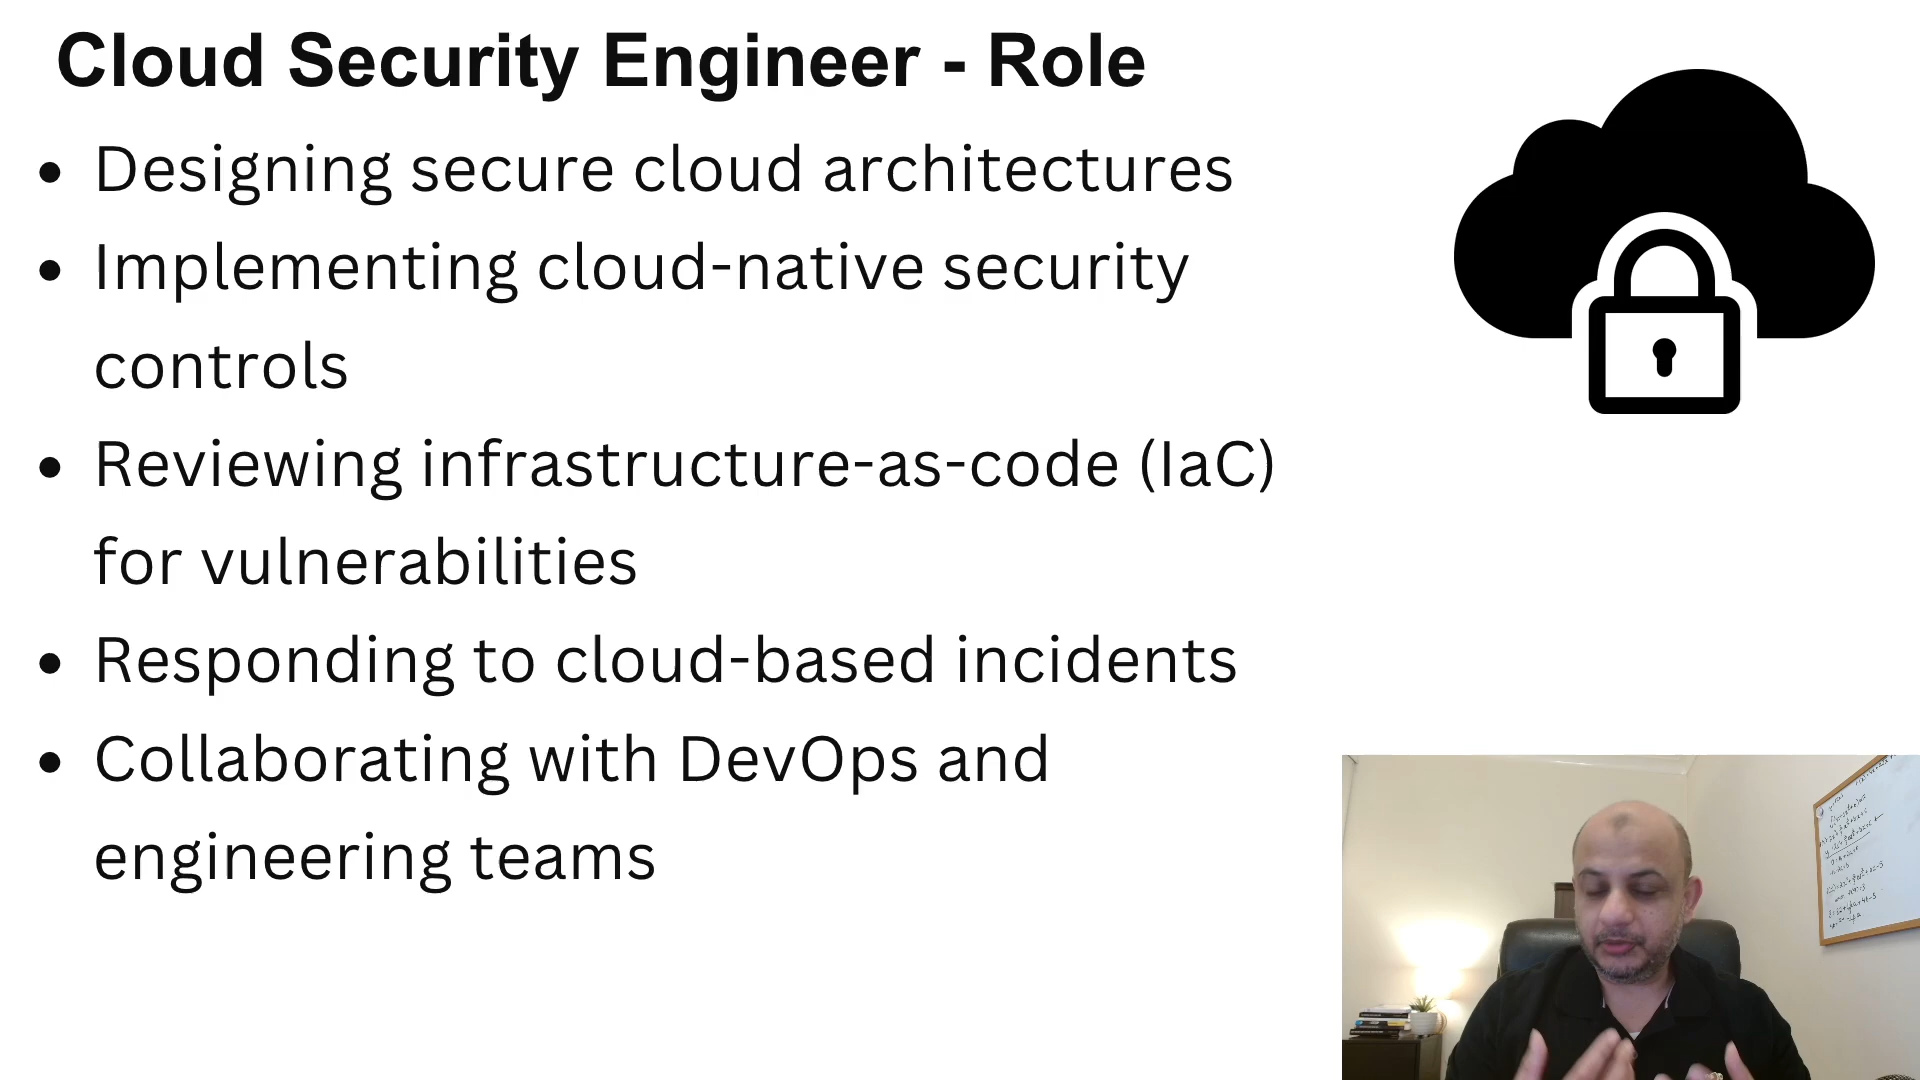 Cloud Security Engineer - Role
• Designing secure cloud architectures
• Implementing cloud-native security
controls
• Reviewing infrastructure-as-code (IaC)
for vulnerabilities
• Responding to cloud-based incidents
• Collaborating with DevOps and
engineering teams